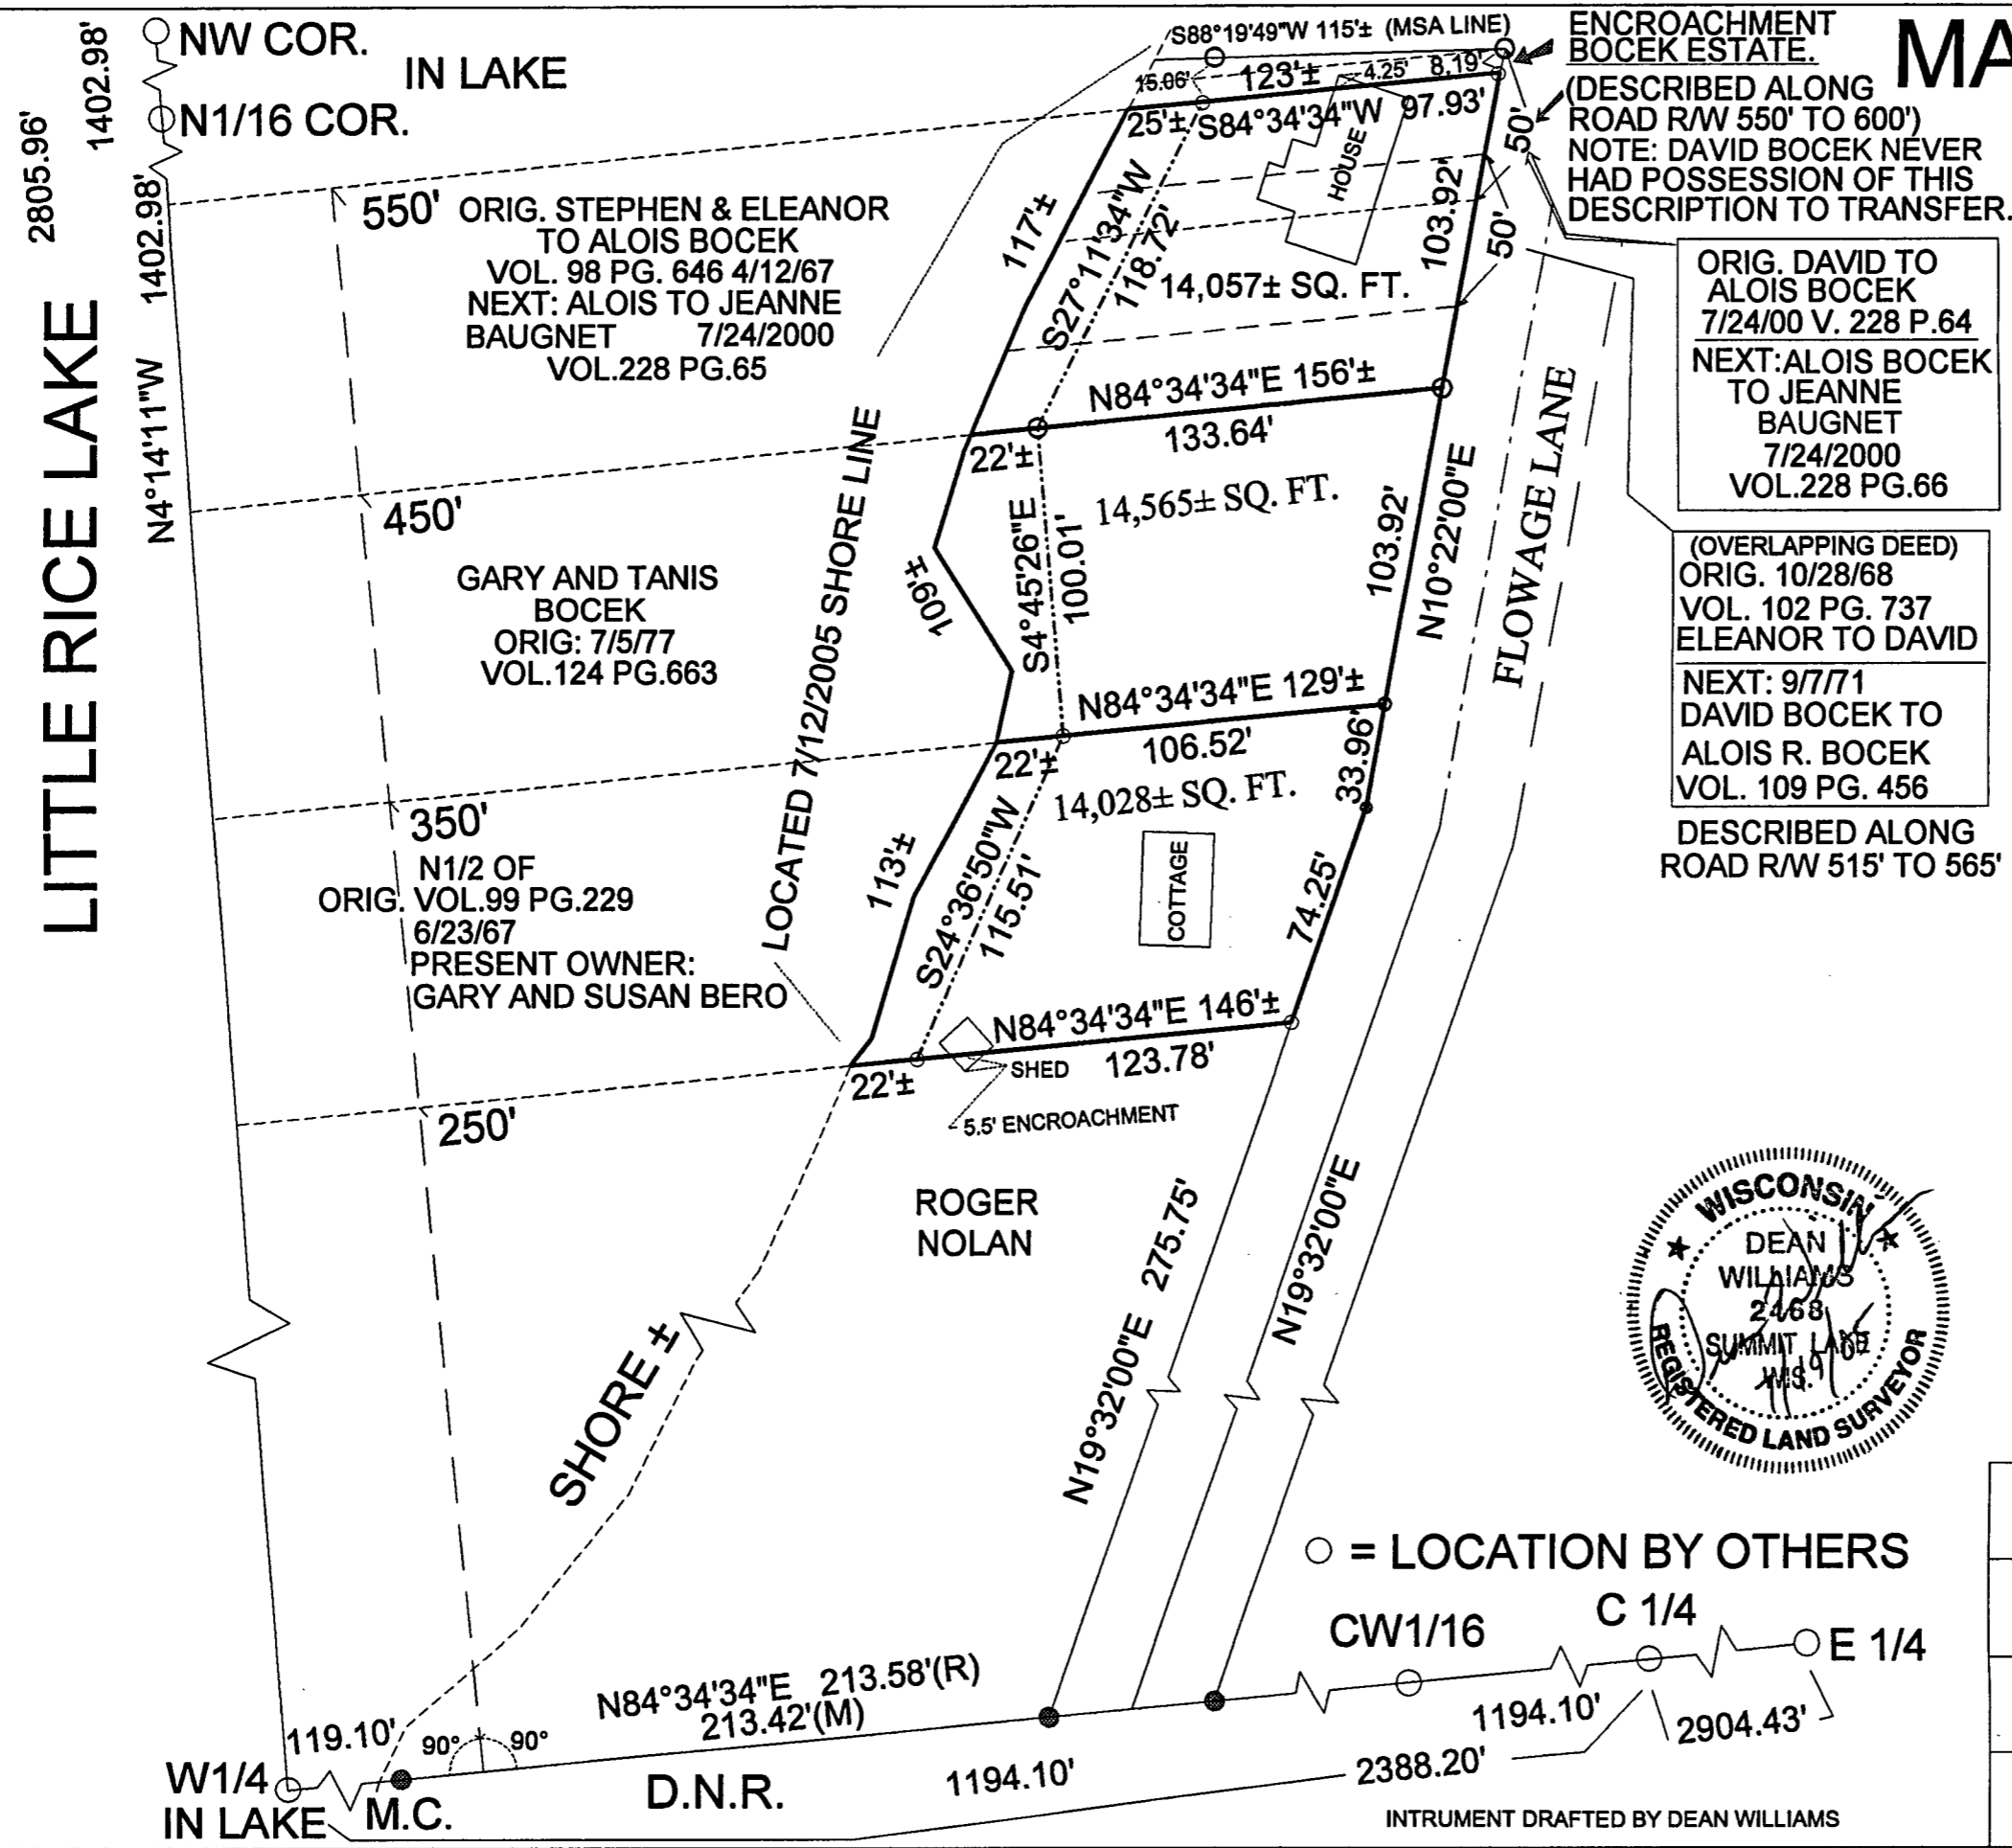 NW COR.
IN LAKE
N1/16 COR.
2805.96'
1402.98'
1402.98'
N4°14'11"W
LITTLE RICE LAKE
S88°19'49"W 115'± (MSA LINE)
15.06'
123'±
4.25'
8.19'
25'±
S84°34'34"W
97.93'
ENCROACHMENT
BOCEK ESTATE.
MA
(DESCRIBED ALONG
ROAD R/W 550' TO 600')
NOTE: DAVID BOCEK NEVER
HAD POSSESSION OF THIS
DESCRIPTION TO TRANSFER.
50'
50'
550'
ORIG. STEPHEN & ELEANOR
TO ALOIS BOCEK
VOL. 98 PG. 646 4/12/67
NEXT: ALOIS TO JEANNE
BAUGNET 7/24/2000
VOL.228 PG.65
117'±
S27°11'34"W
118.72'
HOUSE
103.92'
14,057± SQ. FT.
ORIG. DAVID TO
ALOIS BOCEK
7/24/00 V. 228 P.64
NEXT:ALOIS BOCEK
TO JEANNE
BAUGNET
7/24/2000
VOL.228 PG.66
N84°34'34"E 156'±
22'±
133.64'
450'
14,565± SQ. FT.
109'±
S4°45'26"E
100.01'
103.92'
N10°22'00"E
FLOWAGE LANE
GARY AND TANIS
BOCEK
ORIG: 7/5/77
VOL.124 PG.663
LOCATED 7/12/2005 SHORE LINE
(OVERLAPPING DEED)
ORIG. 10/28/68
VOL. 102 PG. 737
ELEANOR TO DAVID
NEXT: 9/7/71
DAVID BOCEK TO
ALOIS R. BOCEK
VOL. 109 PG. 456
DESCRIBED ALONG
ROAD R/W 515' TO 565'
N84°34'34"E 129'±
22'±
106.52'
33.96'
14,028± SQ. FT.
350'
N1/2 OF
ORIG. VOL.99 PG.229
6/23/67
PRESENT OWNER:
GARY AND SUSAN BERO
113'±
S24°36'50"W
115.51'
COTTAGE
74.25'
N84°34'34"E 146'±
22'±
SHED
123.78'
5.5' ENCROACHMENT
250'
ROGER
NOLAN
SHORE ±
N19°32'00"E 275.75'
N19°32'00"E
WISCONSIN
DEAN
WILLIAMS
2468
SUMMIT LAKE
WIS.
REGISTERED LAND SURVEYOR
= LOCATION BY OTHERS
CW1/16
C 1/4
E 1/4
N84°34'34"E 213.58'(R)
213.42'(M)
119.10'
90°
90°
W1/4
IN LAKE
M.C.
D.N.R.
1194.10'
2388.20'
1194.10'
2904.43'
INTRUMENT DRAFTED BY DEAN WILLIAMS